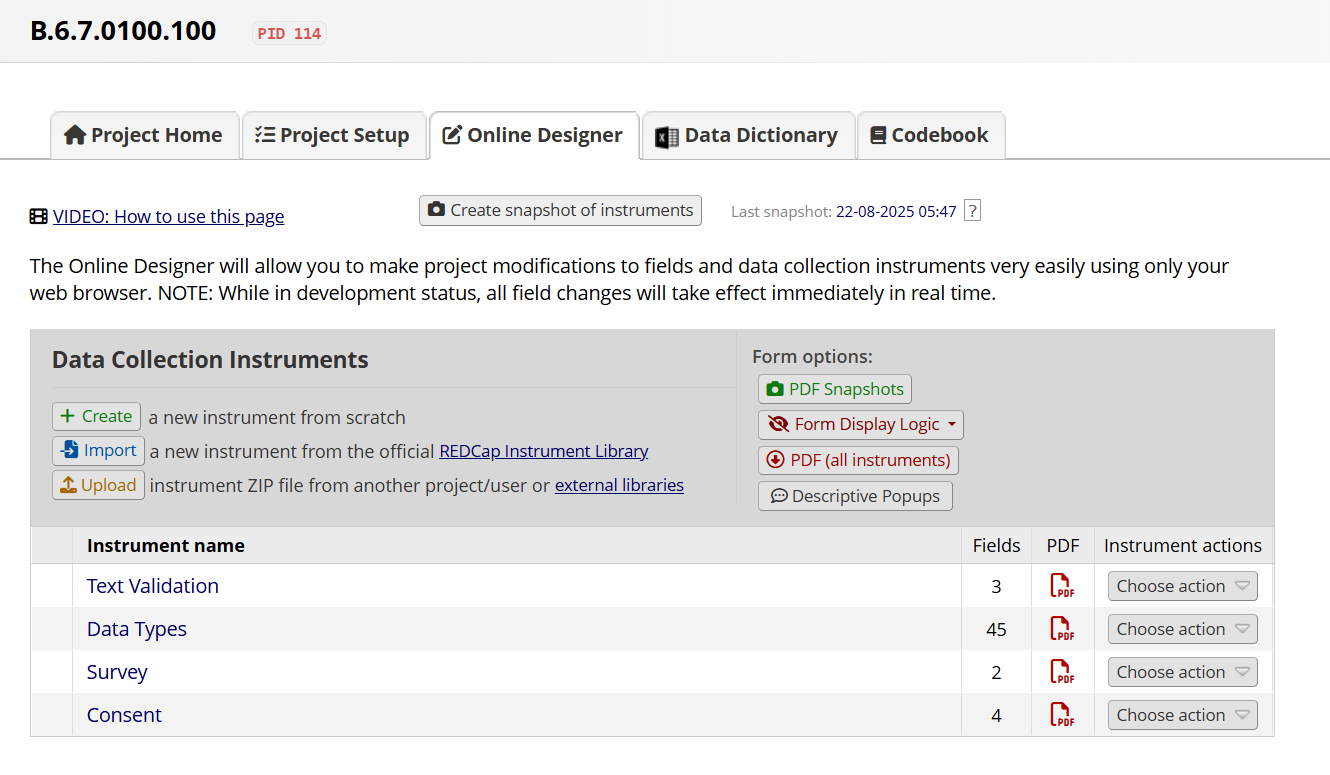 B.6.7.0100.100 PID 114
Project Home Project Setup Online Designer Data Dictionary Codebook
VIDEO: How to use this page Create snapshot of instruments Last snapshot: 22-08-2025 05:47 ?
The Online Designer will allow you to make project modifications to fields and data collection instruments very easily using only your
web browser. NOTE: While in development status, all field changes will take effect immediately in real time.
Data Collection Instruments
+ Create a new instrument from scratch
Import a new instrument from the official REDCap Instrument Library
Upload instrument ZIP file from another project/user or external libraries
Form options:
PDF Snapshots
Form Display Logic
PDF (all instruments)
Descriptive Popups
Instrument name Fields PDF Instrument actions
Text Validation 3 PDF Choose action
Data Types 45 PDF Choose action
Survey 2 PDF Choose action
Consent 4 PDF Choose action